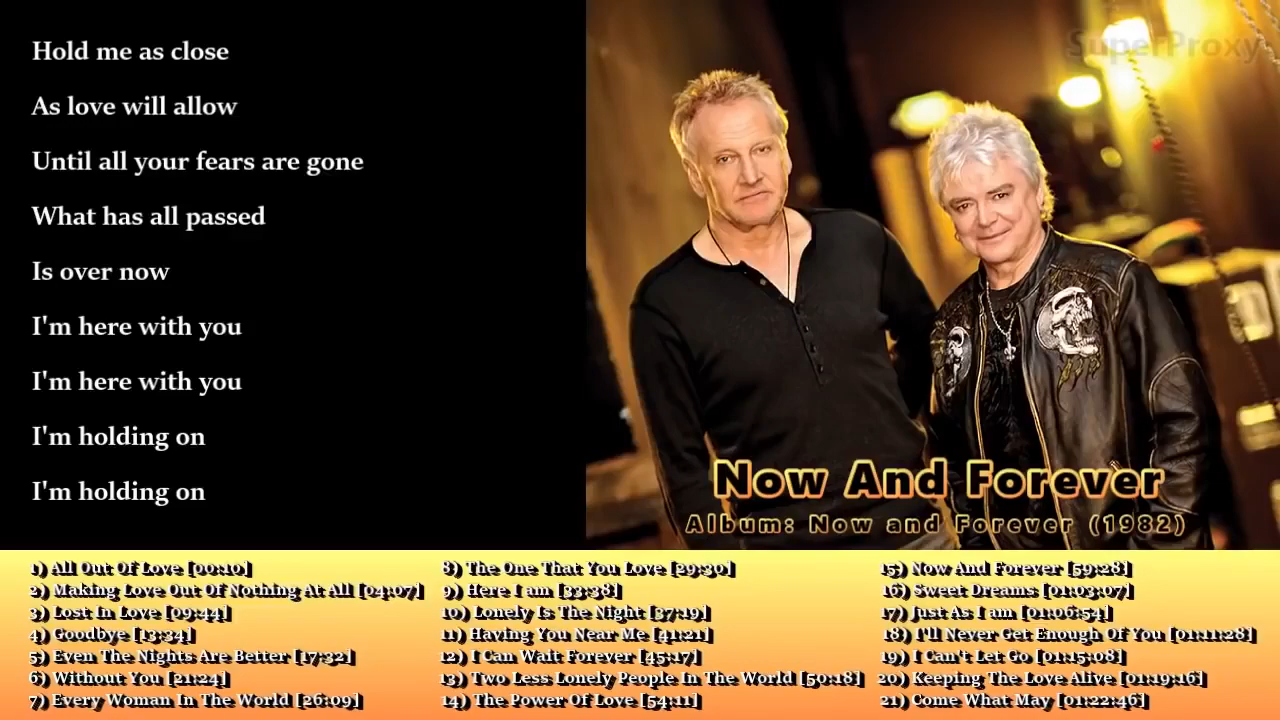 Hold me as close
As love will allow
Until all your fears are gone
What has all passed
Is over now
I'm here with you
I'm here with you
I'm holding on
I'm holding on
SuperProxy
Now And Forever
Album: Now and Forever (1982)
1) All Out Of Love [00:10]
2) Making Love Out Of Nothing At All [04:07]
3) Lost In Love [09:44]
4) Goodbye [13:34]
5) Even The Nights Are Better [17:32]
6) Without You [21:24]
7) Every Woman In The World [26:09]
8) The One That You Love [29:30]
9) Here I am [33:38]
10) Lonely Is The Night [37:19]
11) Having You Near Me [41:21]
12) I Can Wait Forever [45:17]
13) Two Less Lonely People In The World [50:18]
14) The Power Of Love [54:11]
15) Now And Forever [59:28]
16) Sweet Dreams [01:03:07]
17) Just As I am [01:06:54]
18) I'll Never Get Enough Of You [01:11:28]
19) I Can't Let Go [01:15:08]
20) Keeping The Love Alive [01:19:16]
21) Come What May [01:22:46]